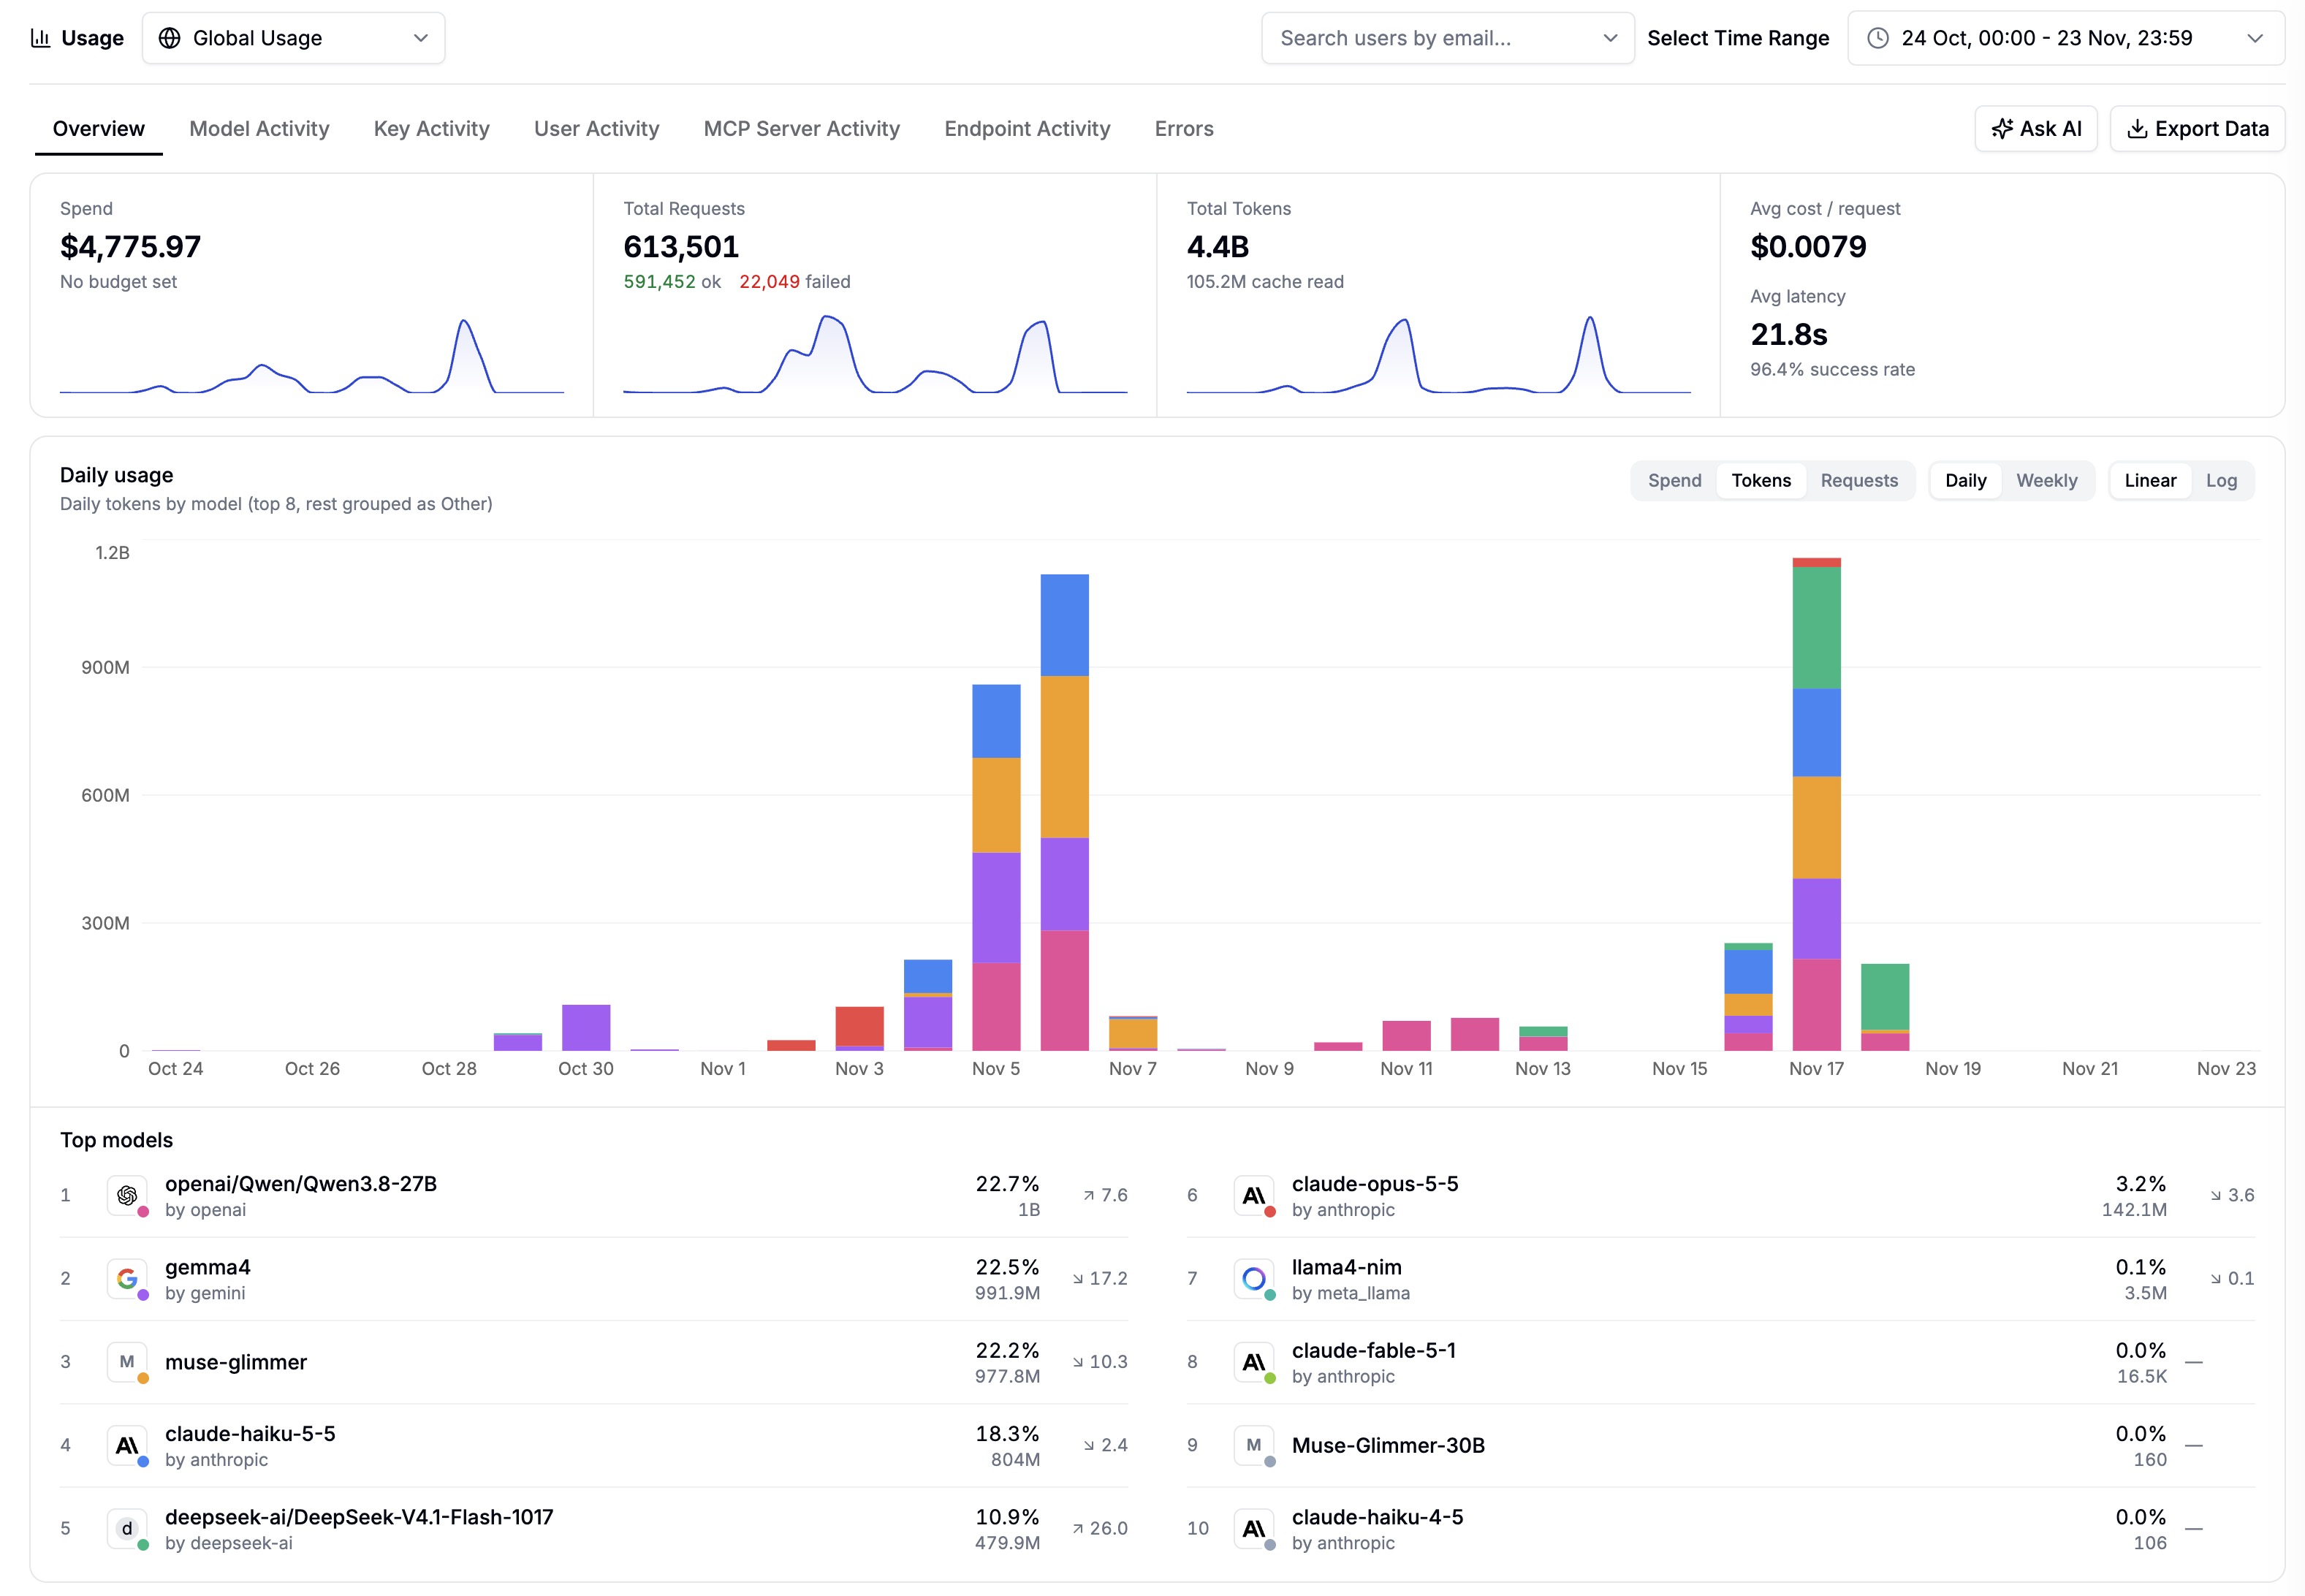 Usage
Global Usage
Search users by email...
Select Time Range
24 Oct, 00:00 - 23 Nov, 23:59
Overview
Model Activity
Key Activity
User Activity
MCP Server Activity
Endpoint Activity
Errors
Ask AI
Export Data
Spend
$4,775.97
No budget set
Total Requests
613,501
591,452 ok 22,049 failed
Total Tokens
4.4B
105.2M cache read
Avg cost / request
$0.0079
Avg latency
21.8s
96.4% success rate
Daily usage
Daily tokens by model (top 8, rest grouped as Other)
Spend Tokens Requests
Daily Weekly
Linear Log
1.2B
900M
600M
300M
0
Oct 24 Oct 26 Oct 28 Oct 30 Nov 1 Nov 3 Nov 5 Nov 7 Nov 9 Nov 11 Nov 13 Nov 15 Nov 17 Nov 19 Nov 21 Nov 23
Top models
1
openai/Qwen/Qwen3.8-27B
by openai
22.7%
1B
7.6
2
gemma4
by gemini
22.5%
991.9M
17.2
3
M
muse-glimmer
22.2%
977.8M
10.3
4
claude-haiku-5-5
by anthropic
18.3%
804M
2.4
5
d
deepseek-ai/DeepSeek-V4.1-Flash-1017
by deepseek-ai
10.9%
479.9M
26.0
6
claude-opus-5-5
by anthropic
3.2%
142.1M
3.6
7
llama4-nim
by meta_llama
0.1%
3.5M
0.1
8
claude-fable-5-1
by anthropic
0.0%
16.5K
—
9
M
Muse-Glimmer-30B
0.0%
160
—
10
claude-haiku-4-5
by anthropic
0.0%
106
—